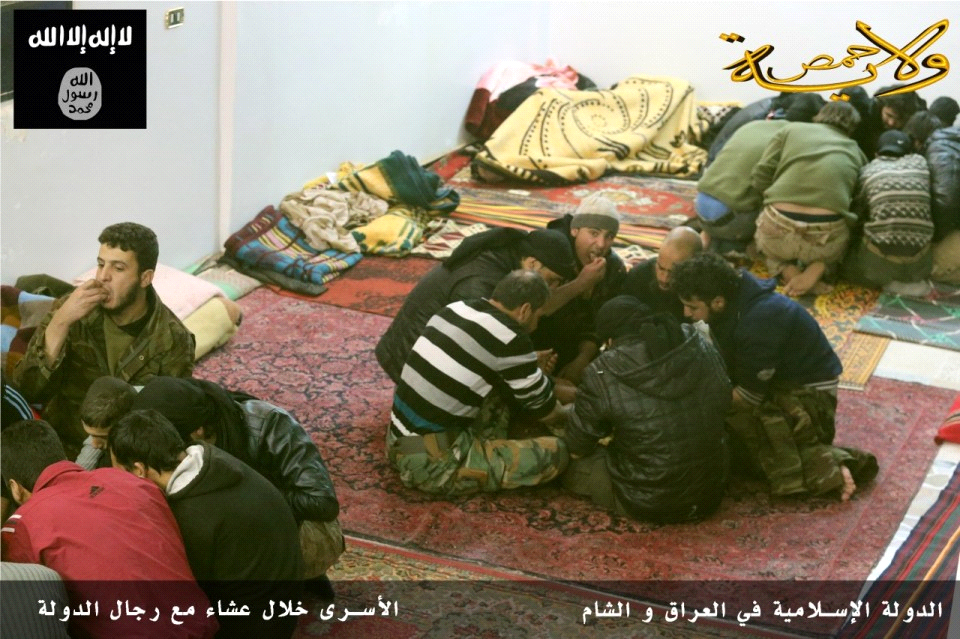 لا إله إلا الله
الله
رسول
محمد
ولاية حمص
الدولة الإسلامية في العراق و الشام
الأسرى خلال عشاء مع رجال الدولة